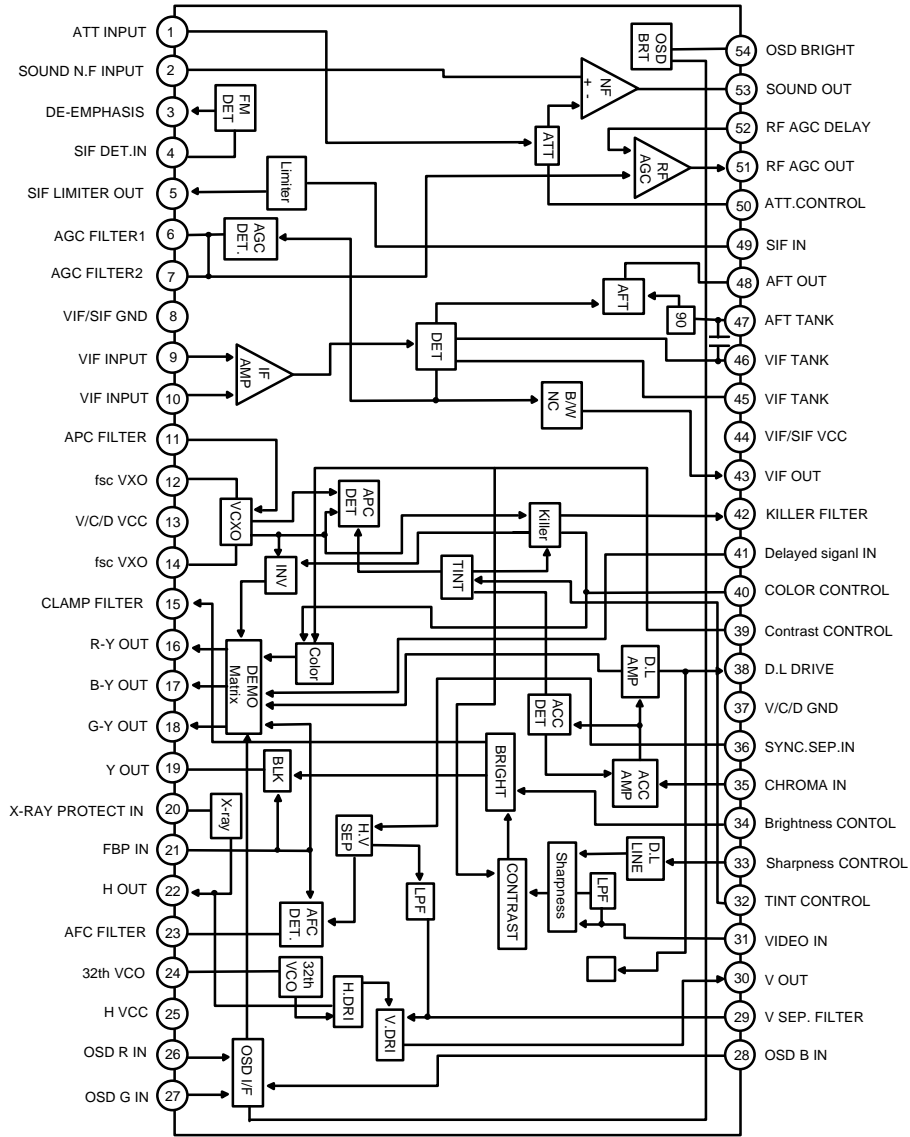 ATT INPUT
1
SOUND N.F INPUT
2
DE-EMPHASIS
3
SIF DET.IN
4
SIF LIMITER OUT
5
AGC FILTER1
6
AGC FILTER2
7
VIF/SIF GND
8
VIF INPUT
9
VIF INPUT
10
APC FILTER
11
fsc VXO
12
V/C/D VCC
13
fsc VXO
14
CLAMP FILTER
15
R-Y OUT
16
B-Y OUT
17
G-Y OUT
18
Y OUT
19
X-RAY PROTECT IN
20
FBP IN
21
H OUT
22
AFC FILTER
23
32th VCO
24
H VCC
25
OSD R IN
26
OSD G IN
27
54
OSD BRIGHT
53
SOUND OUT
52
RF AGC DELAY
51
RF AGC OUT
50
ATT.CONTROL
49
SIF IN
48
AFT OUT
47
AFT TANK
46
VIF TANK
45
VIF TANK
44
VIF/SIF VCC
43
VIF OUT
42
KILLER FILTER
41
Delayed siganl IN
40
COLOR CONTROL
39
Contrast CONTROL
38
D.L DRIVE
37
V/C/D GND
36
SYNC.SEP.IN
35
CHROMA IN
34
Brightness CONTOL
33
Sharpness CONTROL
32
TINT CONTROL
31
VIDEO IN
30
V OUT
29
V SEP. FILTER
28
OSD B IN
OSD
BRT
NF
+ -
FM
DET
ATT
RF
AGC
Limiter
AGC
DET.
AFT
90
DET
IF
AMP
B/W
NC
VCXO
APC
DET
Killer
INV
TINT
Color
DEMO
Matrix
D.L
AMP
ACC
DET
ACC
AMP
BRIGHT
BLK
X-ray
H.V
SEP
LPF
CONTRAST
Sharpness
LPF
D.L
LINE
AFC
DET.
32th
VCO
H.DRI
V.DRI
OSD I/F